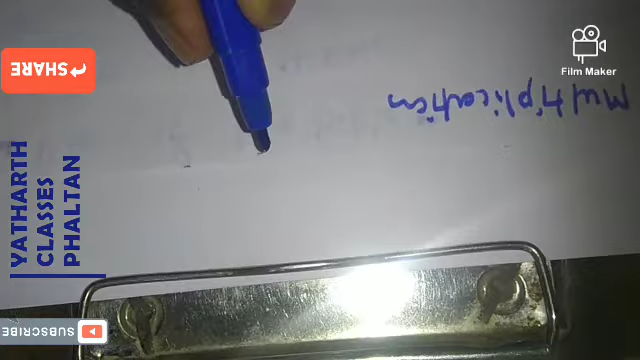 Film Maker
SHARE
Multiplication
YATHARTH
CLASSES
PHALTAN
SUBSCRIBE